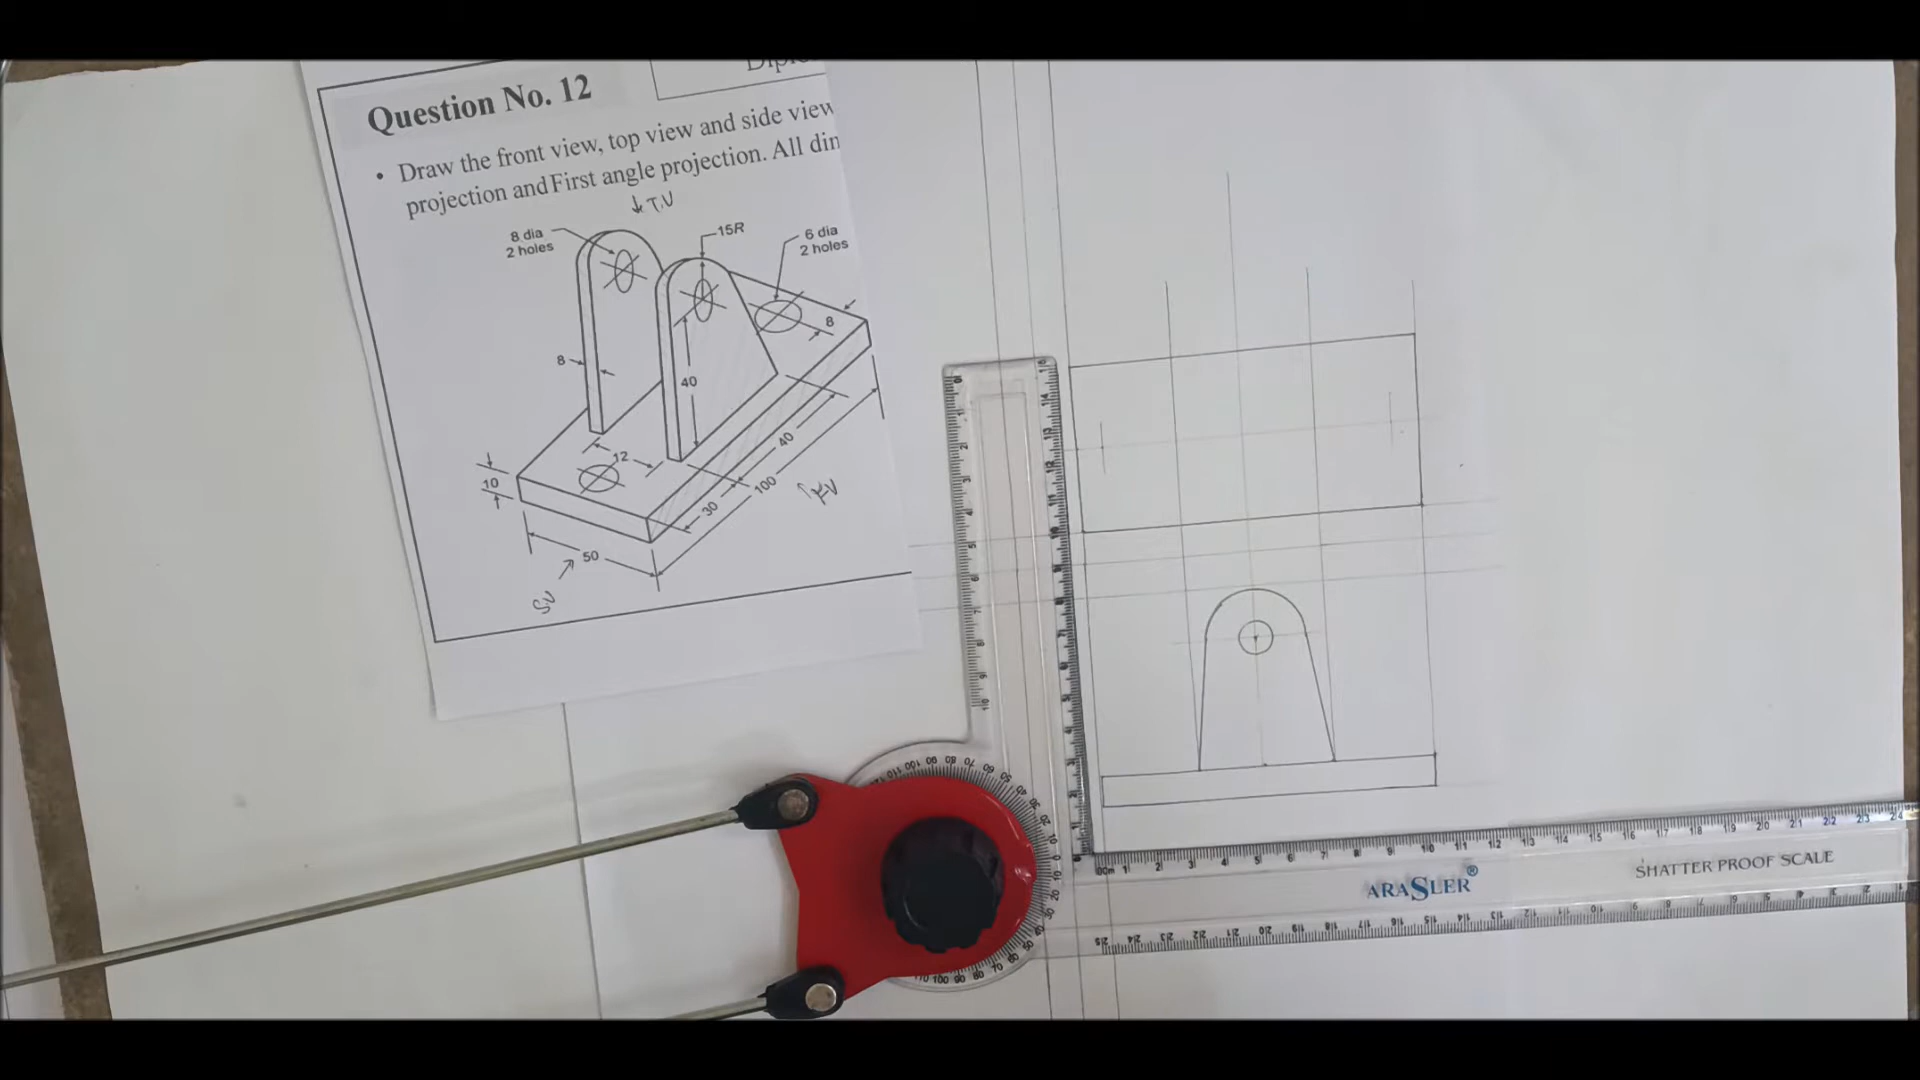 Question No. 12
• Draw the front view, top view and side view
projection and First angle projection. All din
↓ T.V
8 dia
2 holes
15R
6 dia
2 holes
8
8
40
12
10
40
100
30
50
F.V
S.V
ARASLER®
SHATTER PROOF SCALE